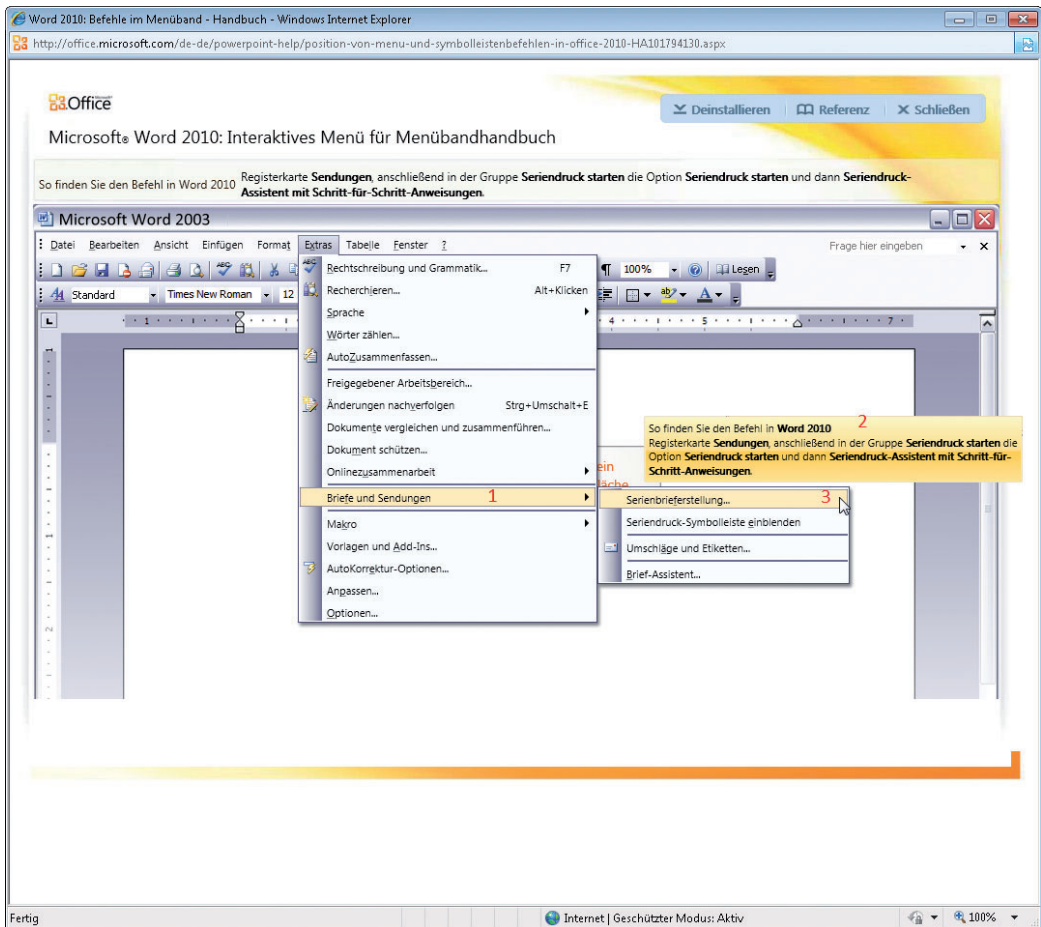 Word 2010: Befehle im Menüband - Handbuch - Windows Internet Explorer
http://office.microsoft.com/de-de/powerpoint-help/position-von-menu-und-symbolleistenbefehlen-in-office-2010-HA101794130.aspx
Office
Deinstallieren Referenz Schließen
Microsoft® Word 2010: Interaktives Menü für Menübandhandbuch
So finden Sie den Befehl in Word 2010
Registerkarte Sendungen, anschließend in der Gruppe Seriendruck starten die Option Seriendruck starten und dann Seriendruck-
Assistent mit Schritt-für-Schritt-Anweisungen.
Microsoft Word 2003
Datei Bearbeiten Ansicht Einfügen Format Extras Tabelle Fenster ? Frage hier eingeben
100% Lesen
Standard Times New Roman 12
1 4 5 7
Rechtschreibung und Grammatik... F7
Recherchieren... Alt+Klicken
Sprache
Wörter zählen...
AutoZusammenfassen...
Freigegebener Arbeitsbereich...
Änderungen nachverfolgen Strg+Umschalt+E
Dokumente vergleichen und zusammenführen...
Dokument schützen...
Onlinezusammenarbeit
Briefe und Sendungen 1
Makro
Vorlagen und Add-Ins...
AutoKorrektur-Optionen...
Anpassen...
Optionen...
So finden Sie den Befehl in Word 2010 2
Registerkarte Sendungen, anschließend in der Gruppe Seriendruck starten die
Option Seriendruck starten und dann Seriendruck-Assistent mit Schritt-für-
Schritt-Anweisungen.
ein
Serienbrieferstellung... 3
Seriendruck-Symbolleiste einblenden
Umschläge und Etiketten...
Brief-Assistent...
Fertig
Internet | Geschützter Modus: Aktiv
100%